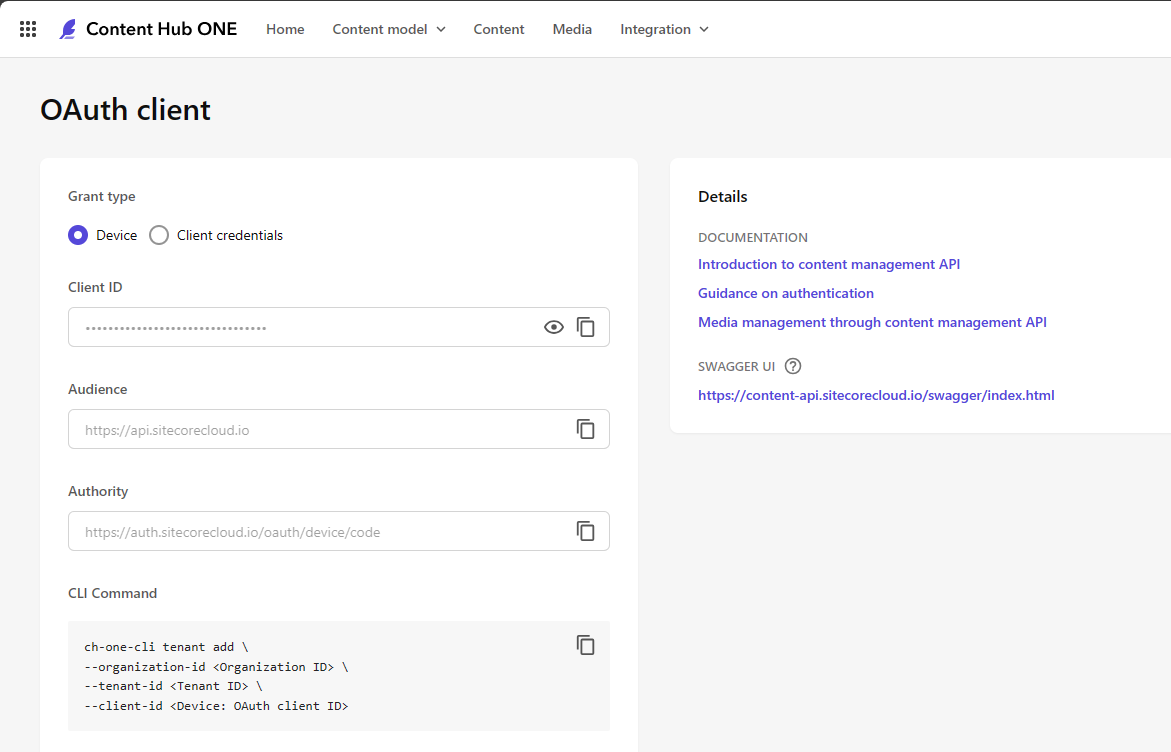 Content Hub ONE Home Content model Content Media Integration
OAuth client
Grant type
Device Client credentials
Client ID
•••••••••••••••••••••••••••••••
Audience
https://api.sitecorecloud.io
Authority
https://auth.sitecorecloud.io/oauth/device/code
CLI Command
ch-one-cli tenant add \
--organization-id <Organization ID> \
--tenant-id <Tenant ID> \
--client-id <Device: OAuth client ID>
Details
DOCUMENTATION
Introduction to content management API
Guidance on authentication
Media management through content management API
SWAGGER UI ?
https://content-api.sitecorecloud.io/swagger/index.html